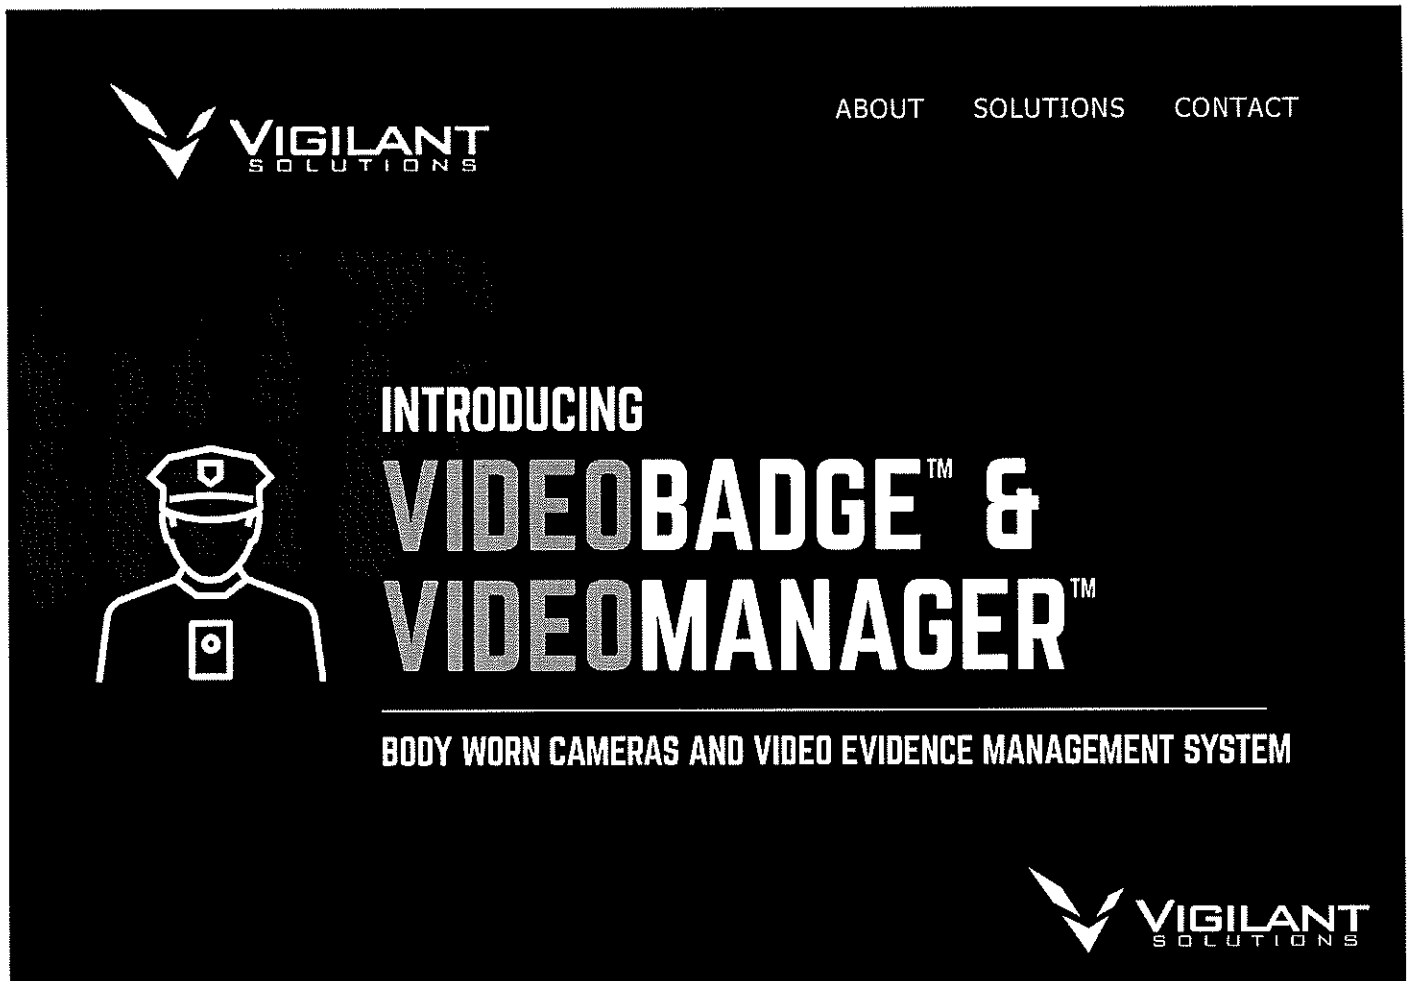 VIGILANT
SOLUTIONS
ABOUT SOLUTIONS CONTACT
INTRODUCING
VIDEOBADGE™ &
VIDEOMANAGER™
BODY WORN CAMERAS AND VIDEO EVIDENCE MANAGEMENT SYSTEM
VIGILANT
SOLUTIONS